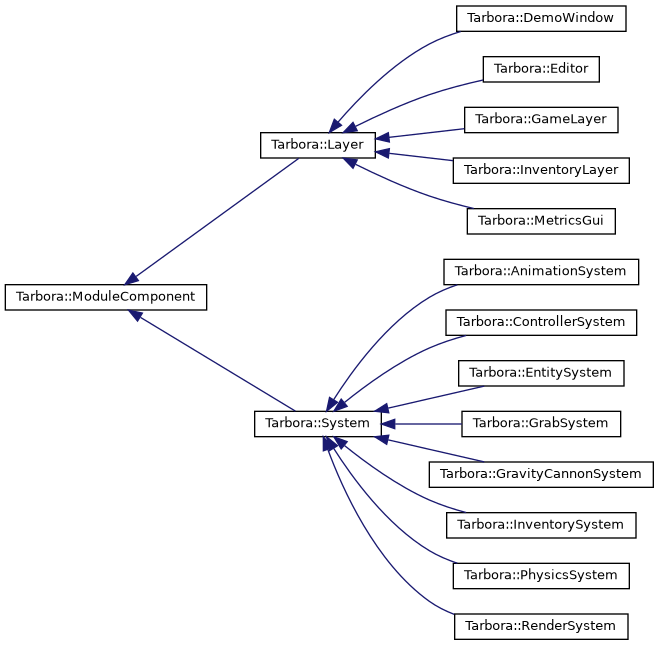 Tarbora::DemoWindow
Tarbora::Editor
Tarbora::GameLayer
Tarbora::Layer
Tarbora::InventoryLayer
Tarbora::MetricsGui
Tarbora::AnimationSystem
Tarbora::ModuleComponent
Tarbora::ControllerSystem
Tarbora::EntitySystem
Tarbora::System
Tarbora::GrabSystem
Tarbora::GravityCannonSystem
Tarbora::InventorySystem
Tarbora::PhysicsSystem
Tarbora::RenderSystem